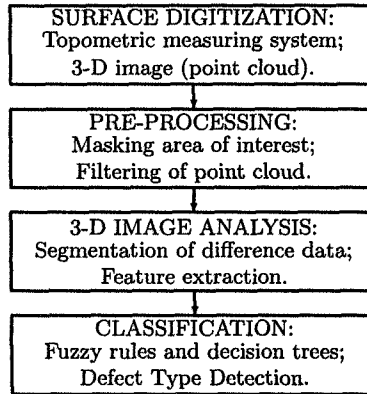 SURFACE DIGITIZATION:
Topometric measuring system;
3-D image (point cloud).
PRE-PROCESSING:
Masking area of interest;
Filtering of point cloud.
3-D IMAGE ANALYSIS:
Segmentation of difference data;
Feature extraction.
CLASSIFICATION:
Fuzzy rules and decision trees;
Defect Type Detection.